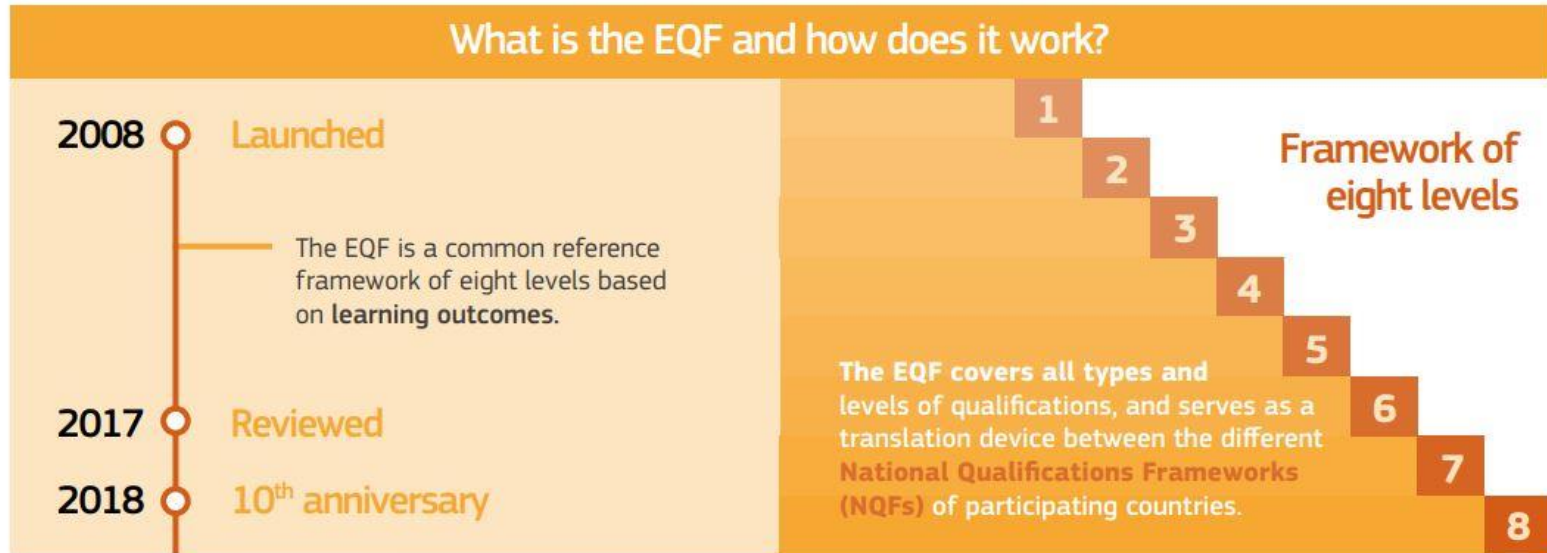 What is the EQF and how does it work?
2008 Launched
The EQF is a common reference
framework of eight levels based
on learning outcomes.
2017 Reviewed
2018 10th anniversary
1
2
3
4
5
6
7
8
Framework of
eight levels
The EQF covers all types and
levels of qualifications, and serves as a
translation device between the different
National Qualifications Frameworks
(NQFs) of participating countries.